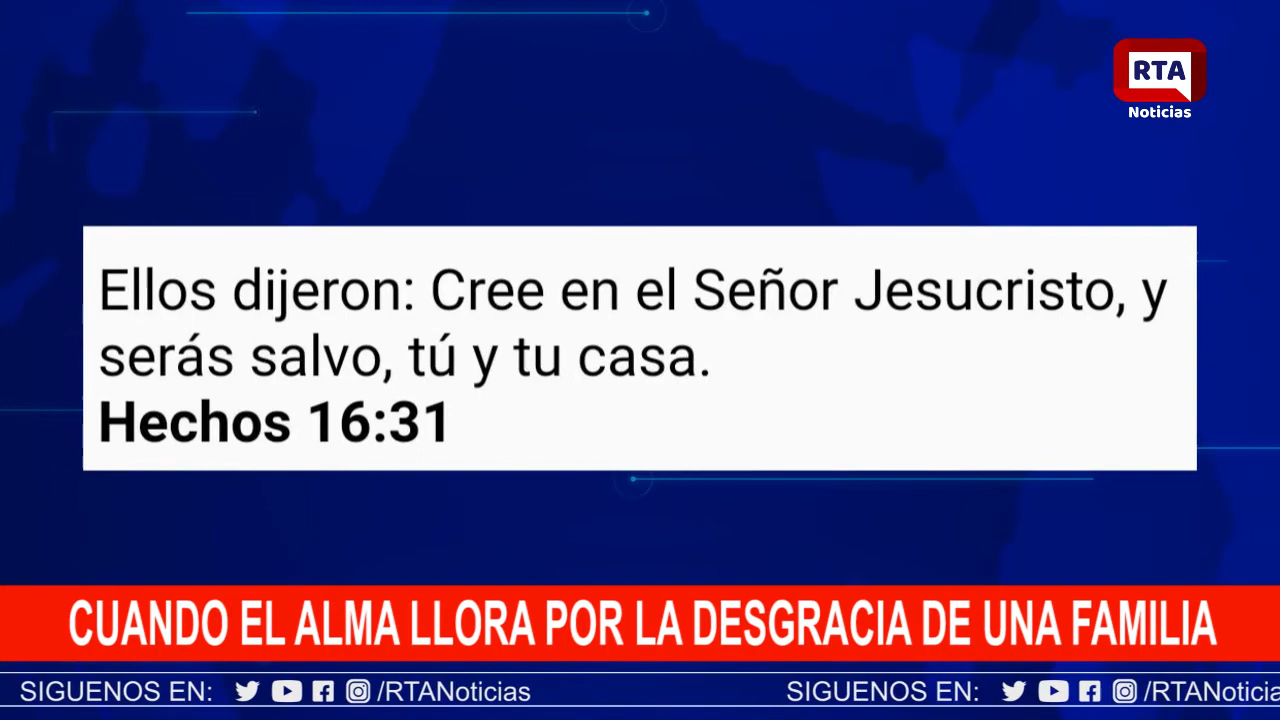 RTA
Noticias
Ellos dijeron: Cree en el Señor Jesucristo, y
serás salvo, tú y tu casa.
Hechos 16:31
CUANDO EL ALMA LLORA POR LA DESGRACIA DE UNA FAMILIA
SIGUENOS EN: /RTANoticias SIGUENOS EN: /RTANoticia